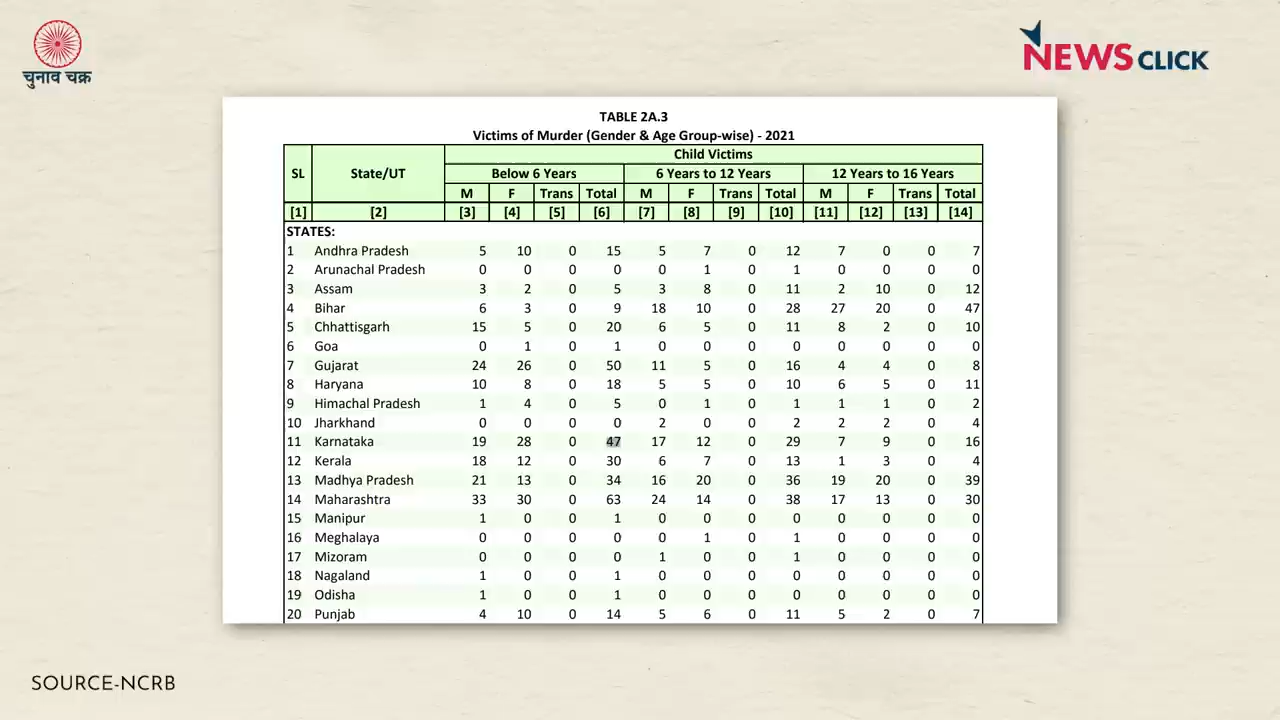 चुनाव चक्र
NEWS CLICK
TABLE 2A.3
Victims of Murder (Gender & Age Group-wise) - 2021
SL State/UT Child Victims
Below 6 Years 6 Years to 12 Years 12 Years to 16 Years
M F Trans Total M F Trans Total M F Trans Total
[1] [2] [3] [4] [5] [6] [7] [8] [9] [10] [11] [12] [13] [14]
STATES:
1 Andhra Pradesh 5 10 0 15 5 7 0 12 7 0 0 7
2 Arunachal Pradesh 0 0 0 0 0 1 0 1 0 0 0 0
3 Assam 3 2 0 5 3 8 0 11 2 10 0 12
4 Bihar 6 3 0 9 18 10 0 28 27 20 0 47
5 Chhattisgarh 15 5 0 20 6 5 0 11 8 2 0 10
6 Goa 0 1 0 1 0 0 0 0 0 0 0 0
7 Gujarat 24 26 0 50 11 5 0 16 4 4 0 8
8 Haryana 10 8 0 18 5 5 0 10 6 5 0 11
9 Himachal Pradesh 1 4 0 5 0 1 0 1 1 1 0 2
10 Jharkhand 0 0 0 0 2 0 0 2 2 2 0 4
11 Karnataka 19 28 0 47 17 12 0 29 7 9 0 16
12 Kerala 18 12 0 30 6 7 0 13 1 3 0 4
13 Madhya Pradesh 21 13 0 34 16 20 0 36 19 20 0 39
14 Maharashtra 33 30 0 63 24 14 0 38 17 13 0 30
15 Manipur 1 0 0 1 0 0 0 0 0 0 0 0
16 Meghalaya 0 0 0 0 0 1 0 1 0 0 0 0
17 Mizoram 0 0 0 0 1 0 0 1 0 0 0 0
18 Nagaland 1 0 0 1 0 0 0 0 0 0 0 0
19 Odisha 1 0 0 1 0 0 0 0 0 0 0 0
20 Punjab 4 10 0 14 5 6 0 11 5 2 0 7
SOURCE-NCRB